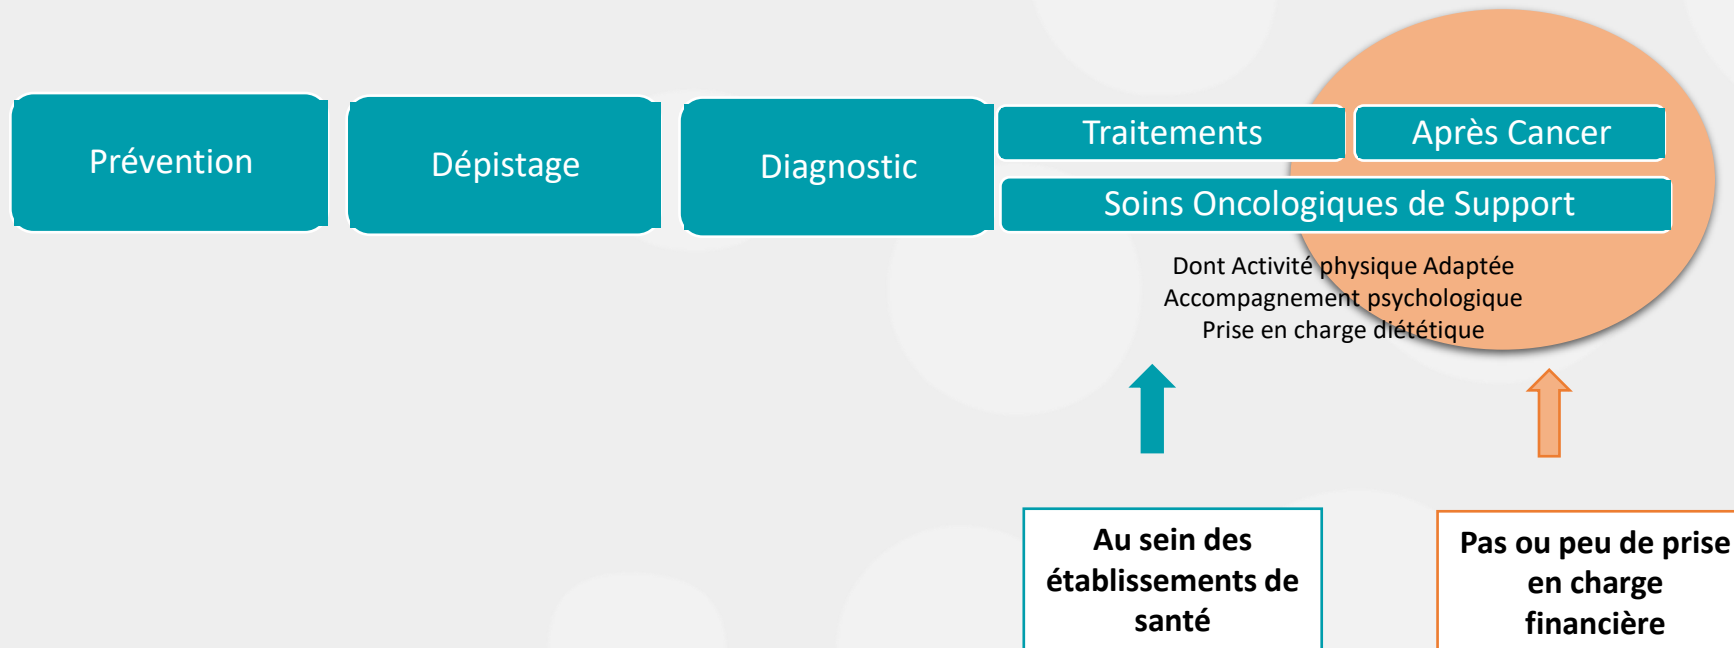 Prévention
Dépistage
Diagnostic
Traitements
Après Cancer
Soins Oncologiques de Support
Dont Activité physique Adaptée
Accompagnement psychologique
Prise en charge diététique
Au sein des
établissements de
santé
Pas ou peu de prise
en charge
financière